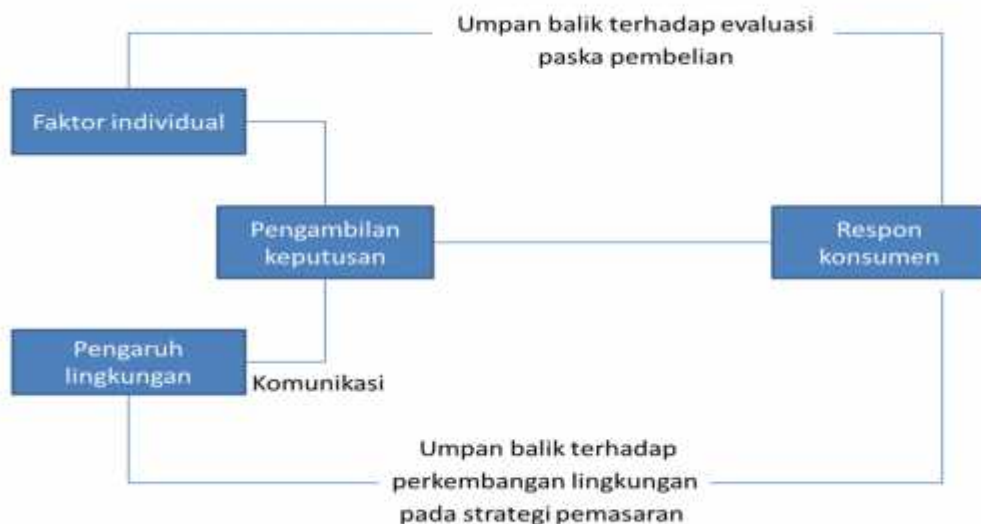 Umpan balik terhadap evaluasi
paska pembelian
Faktor individual
Pengambilan
keputusan
Respon
konsumen
Pengaruh
lingkungan
Komunikasi
Umpan balik terhadap
perkembangan lingkungan
pada strategi pemasaran